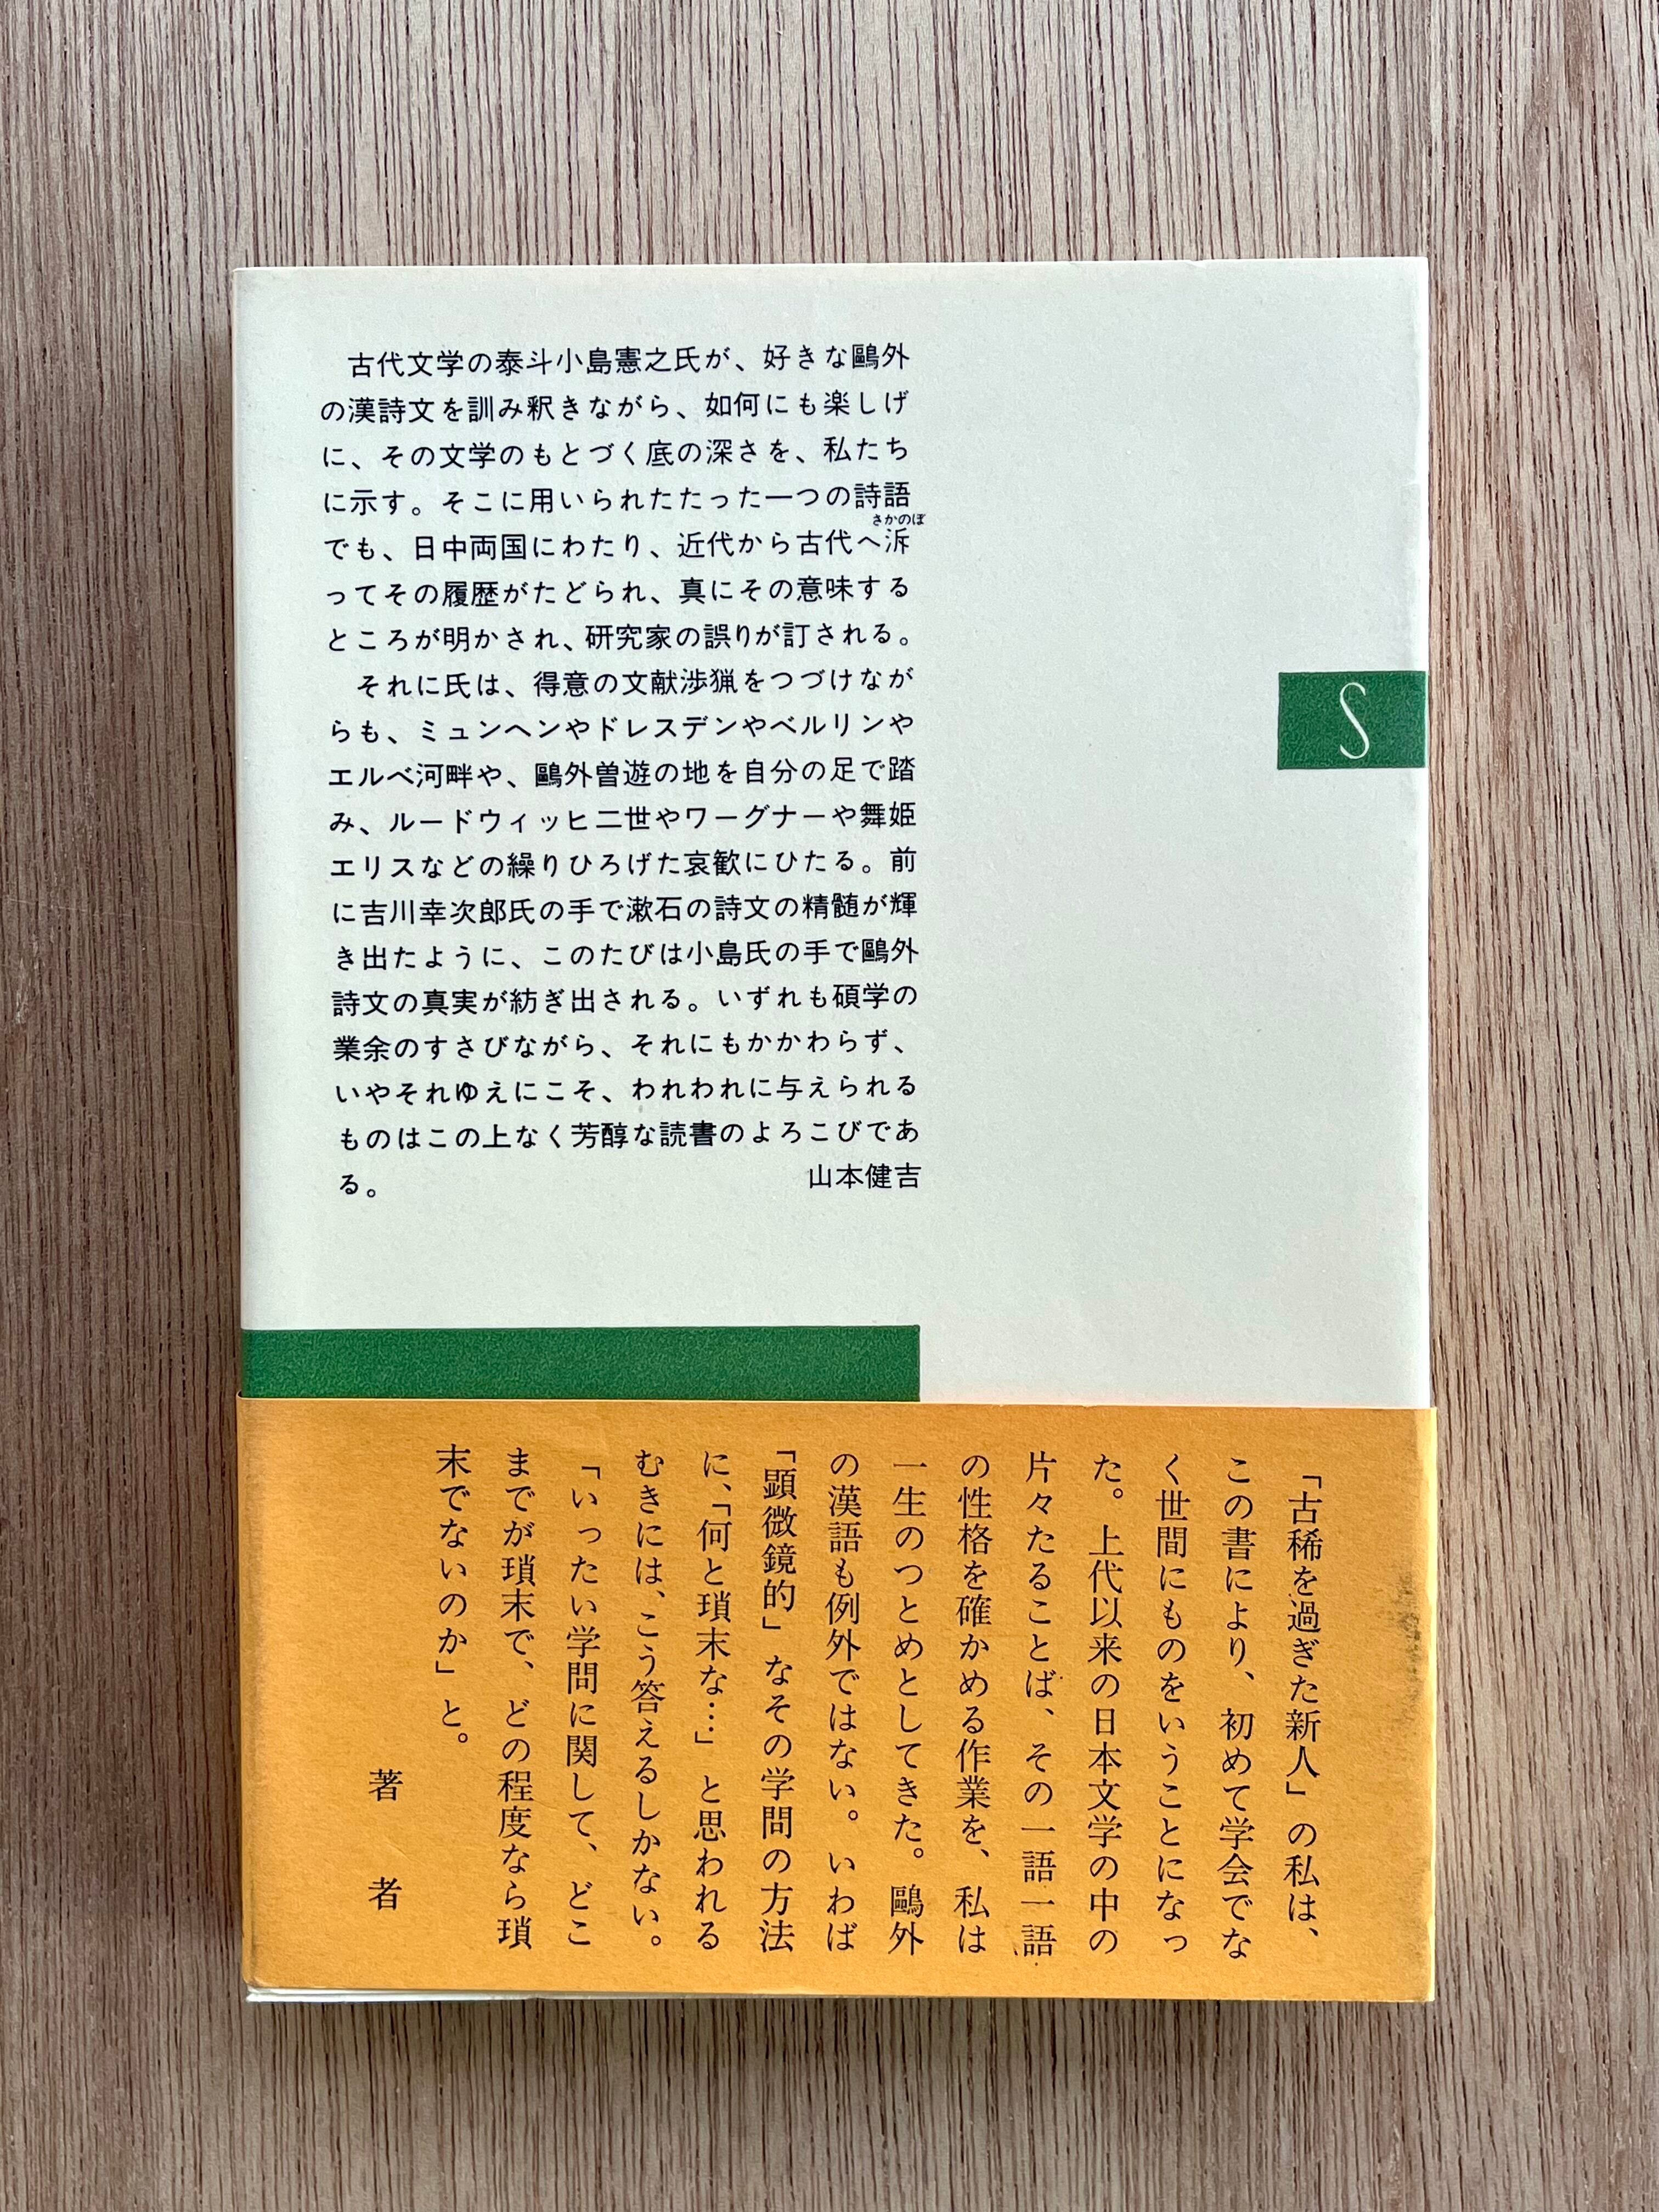 古代文学の泰斗小島憲之氏が、好きな鷗外
の漢詩文を訓み釈きながら、如何にも楽しげ
に、その文学のもとづく底の深さを、私たち
に示す。そこに用いられたたった一つの詩語
さかのぼ
でも、日中両国にわたり、近代から古代へ泝
ってその履歴がたどられ、真にその意味する
ところが明かされ、研究家の誤りが訂される。
それに氏は、得意の文献渉猟をつづけなが
らも、ミュンヘンやドレスデンやベルリンや
エルベ河畔や、鷗外曽遊の地を自分の足で踏
み、ルードウィッヒ二世やワーグナーや舞姫
エリスなどの繰りひろげた哀歓にひたる。前
に吉川幸次郎氏の手で漱石の詩文の精髄が輝
き出たように、このたびは小島氏の手で鷗外
詩文の真実が紡ぎ出される。いずれも碩学の
業余のすさびながら、それにもかかわらず、
いやそれゆえにこそ、われわれに与えられる
ものはこの上なく芳醇な読書のよろこびであ
る。
山本健吉
S
「古稀を過ぎた新人」の私は、
この書により、初めて学会でな
く世間にものをいうことになっ
た。上代以来の日本文学の中の
片々たることば、その一語一語
の性格を確かめる作業を、私は
一生のつとめとしてきた。鷗外
の漢語も例外ではない。いわば
「顕微鏡的」なその学問の方法
に、「何と瑣末な…」と思われる
むきには、こう答えるしかない。
「いったい学問に関して、どこ
までが瑣末で、どの程度なら瑣
末でないのか」と。
著者